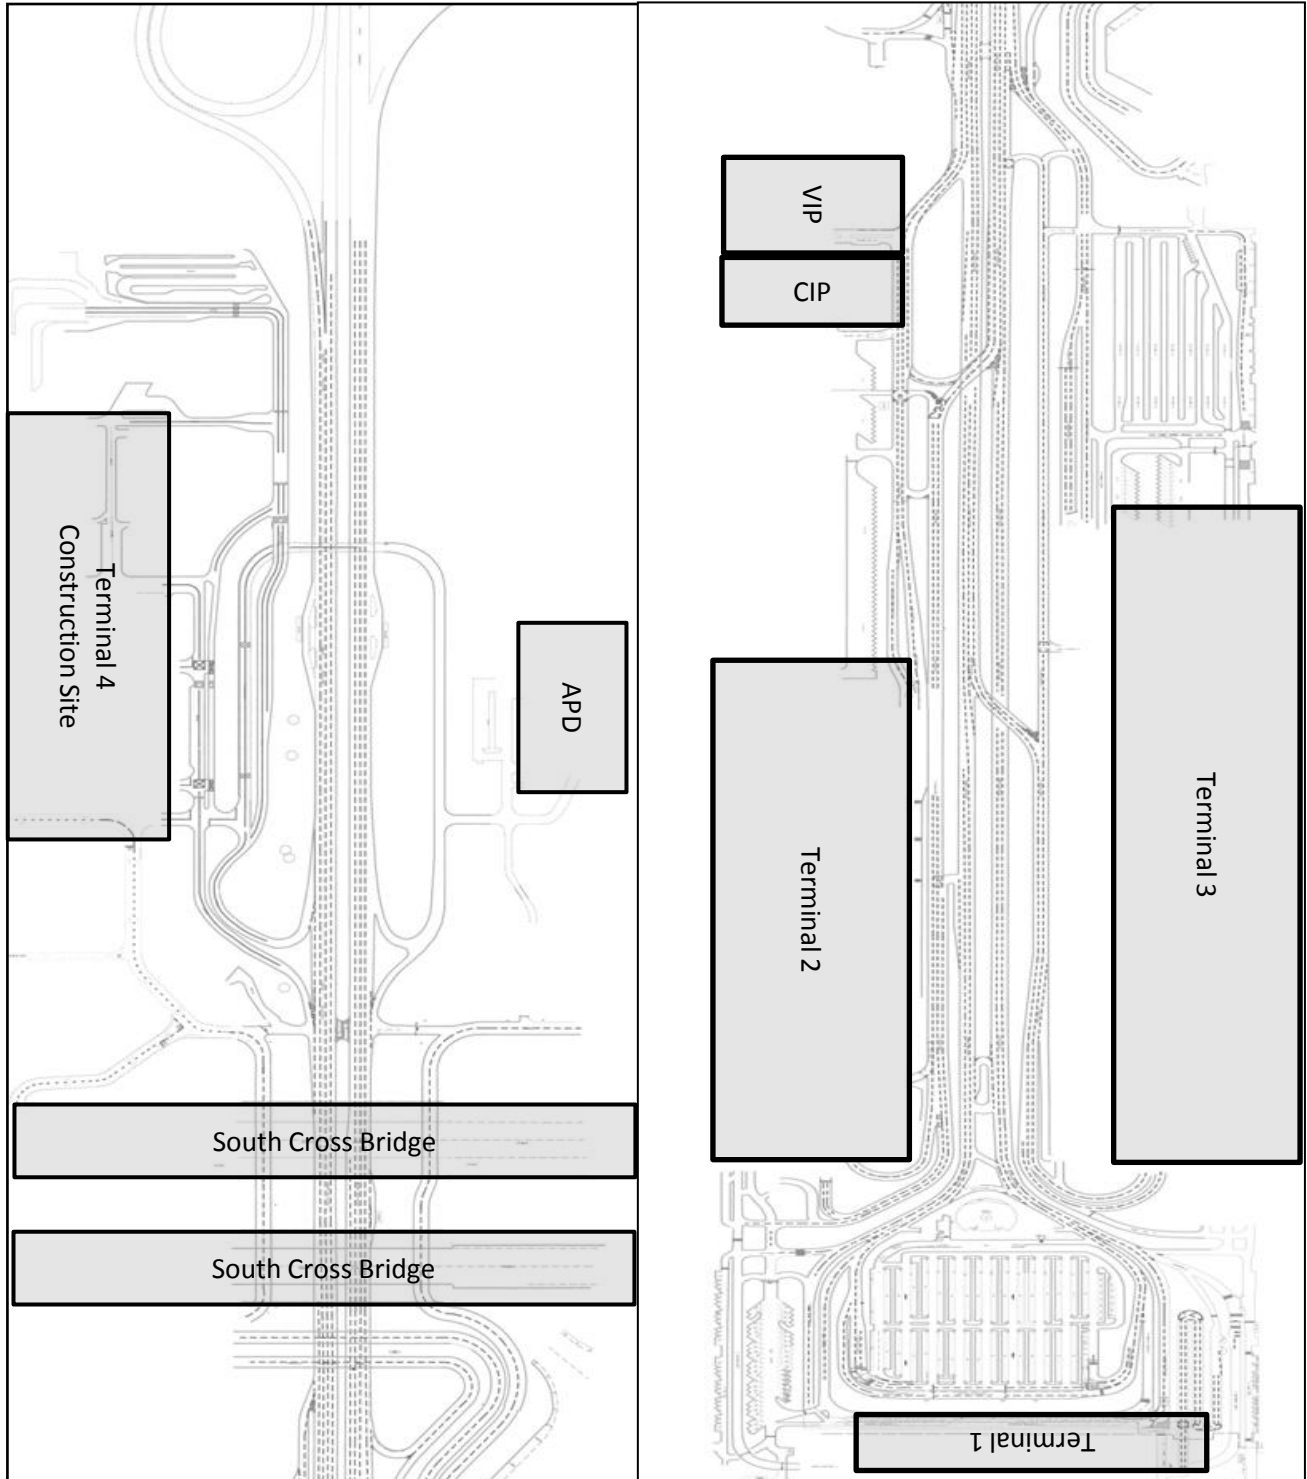 Terminal 4
Construction Site
APD
South Cross Bridge
South Cross Bridge
VIP
CIP
Terminal 3
Terminal 2
Terminal 1